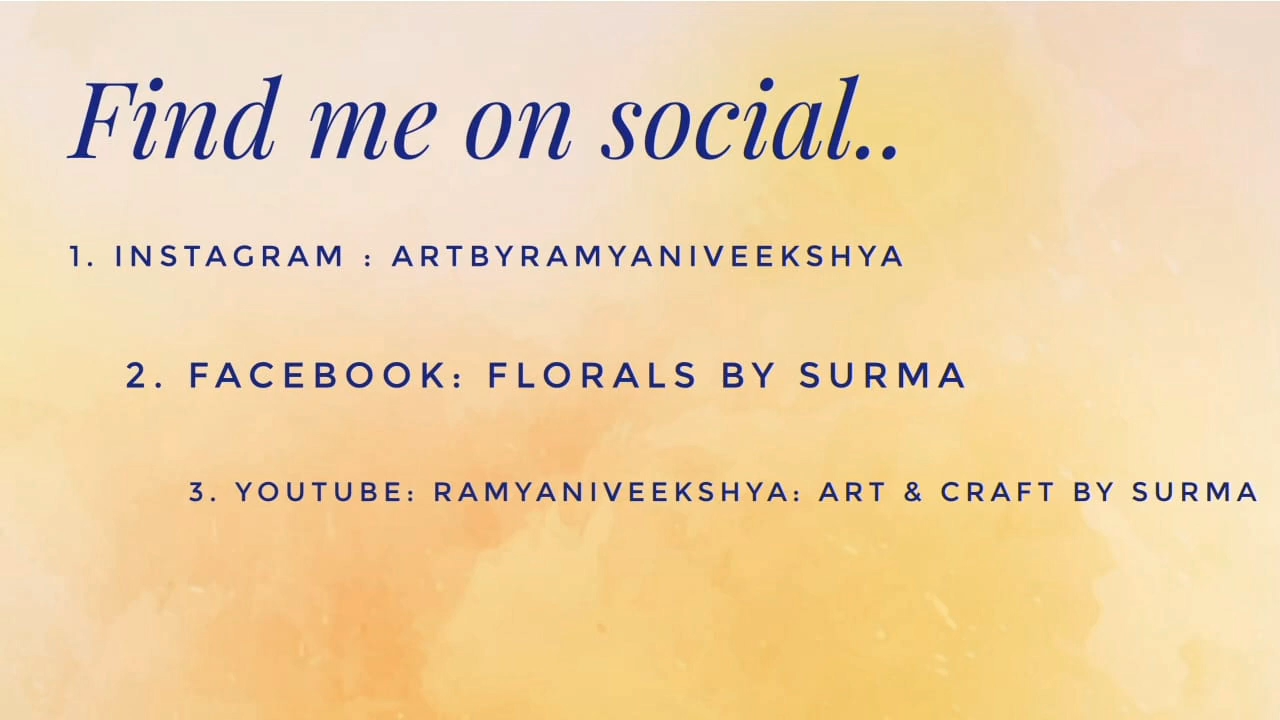 Find me on social..
1. INSTAGRAM : ARTBYRAMYANIVEEKSHYA
2. FACEBOOK: FLORALS BY SURMA
3. YOUTUBE: RAMYANIVEEKSHYA: ART & CRAFT BY SURMA